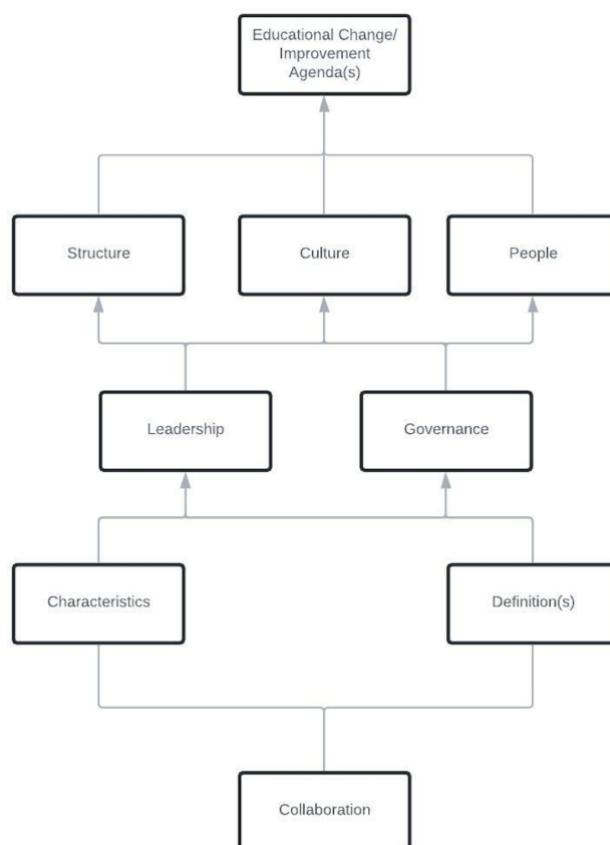 Educational Change/
Improvement
Agenda(s)
Structure
Culture
People
Leadership
Governance
Characteristics
Definition(s)
Collaboration